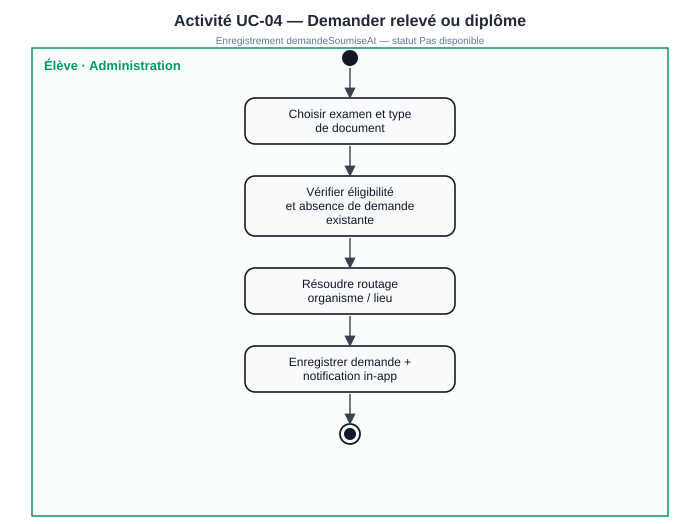 Activité UC-04 — Demander relevé ou diplôme
Enregistrement demandeSoumiseAt — statut Pas disponible
Élève · Administration
Choisir examen et type
de document
Vérifier éligibilité
et absence de demande
existante
Résoudre routage
organisme / lieu
Enregistrer demande +
notification in-app